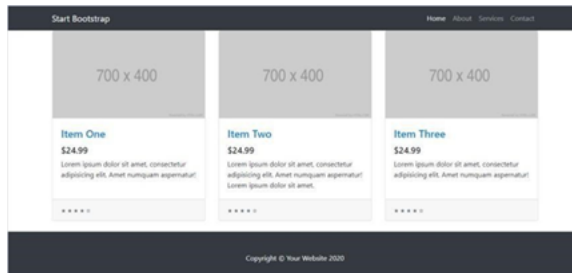 Start Bootstrap
Home About Services Contact
700 x 400
700 x 400
700 x 400
Item One
$24.99
Lorem ipsum dolor sit amet, consectetur
adipisicing elit. Amet numquam aspernatur!
Item Two
$24.99
Lorem ipsum dolor sit amet, consectetur
adipisicing elit. Amet numquam aspernatur!
Lorem ipsum dolor sit amet.
Item Three
$24.99
Lorem ipsum dolor sit amet, consectetur
adipisicing elit. Amet numquam aspernatur!
★ ★ ★ ★ ☆
★ ★ ★ ★ ☆
★ ★ ★ ★ ☆
Copyright © Your Website 2020